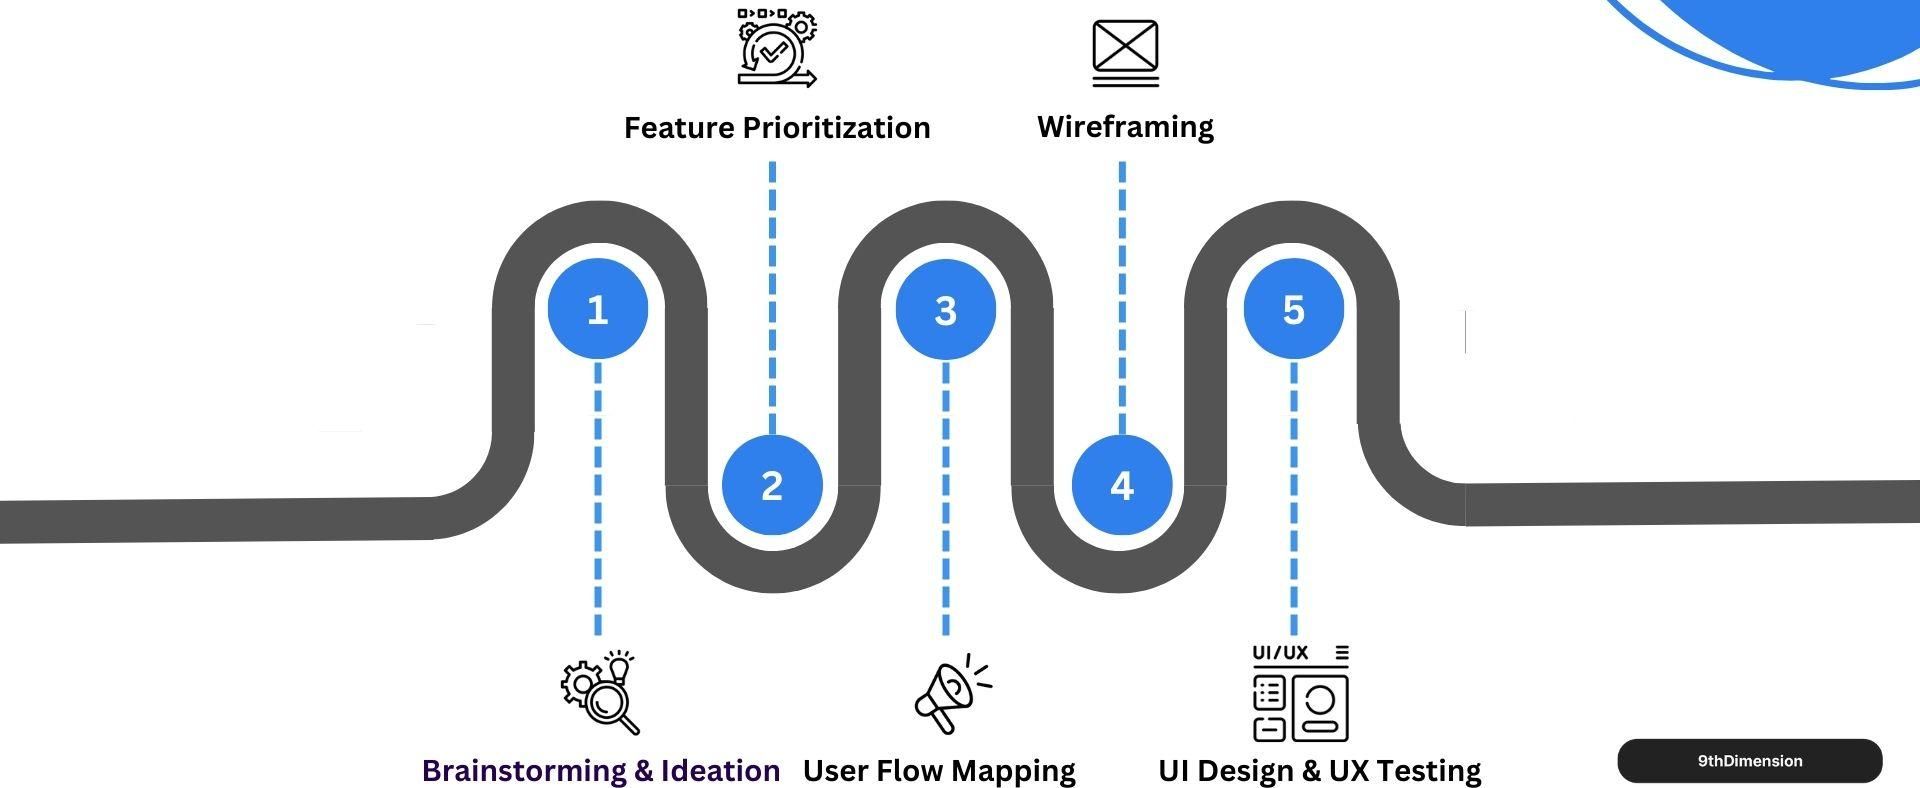 Feature Prioritization
Wireframing
1
2
3
4
5
UI/UX
Brainstorming & Ideation
User Flow Mapping
UI Design & UX Testing
9thDimension